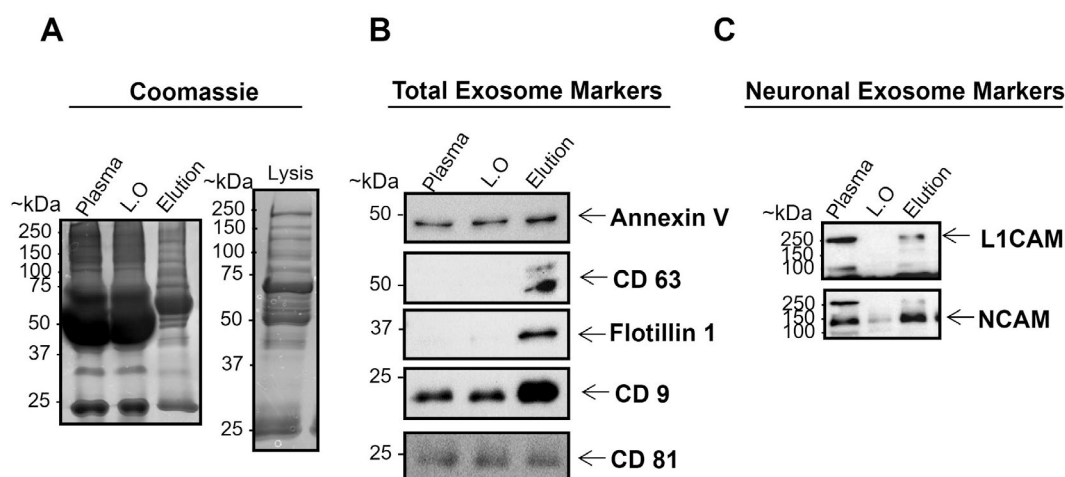 A
Coomassie
Plasma
L.O
Elution
~kDa
250
150
100
75
50
37
25
Lysis
~kDa
250
150
100
75
50
37
25
B
Total Exosome Markers
Plasma
L.O
Elution
~kDa
50
Annexin V
50
CD 63
37
Flotillin 1
25
CD 9
25
CD 81
C
Neuronal Exosome Markers
Plasma
L.O
Elution
~kDa
250
150
100
L1CAM
250
150
100
NCAM